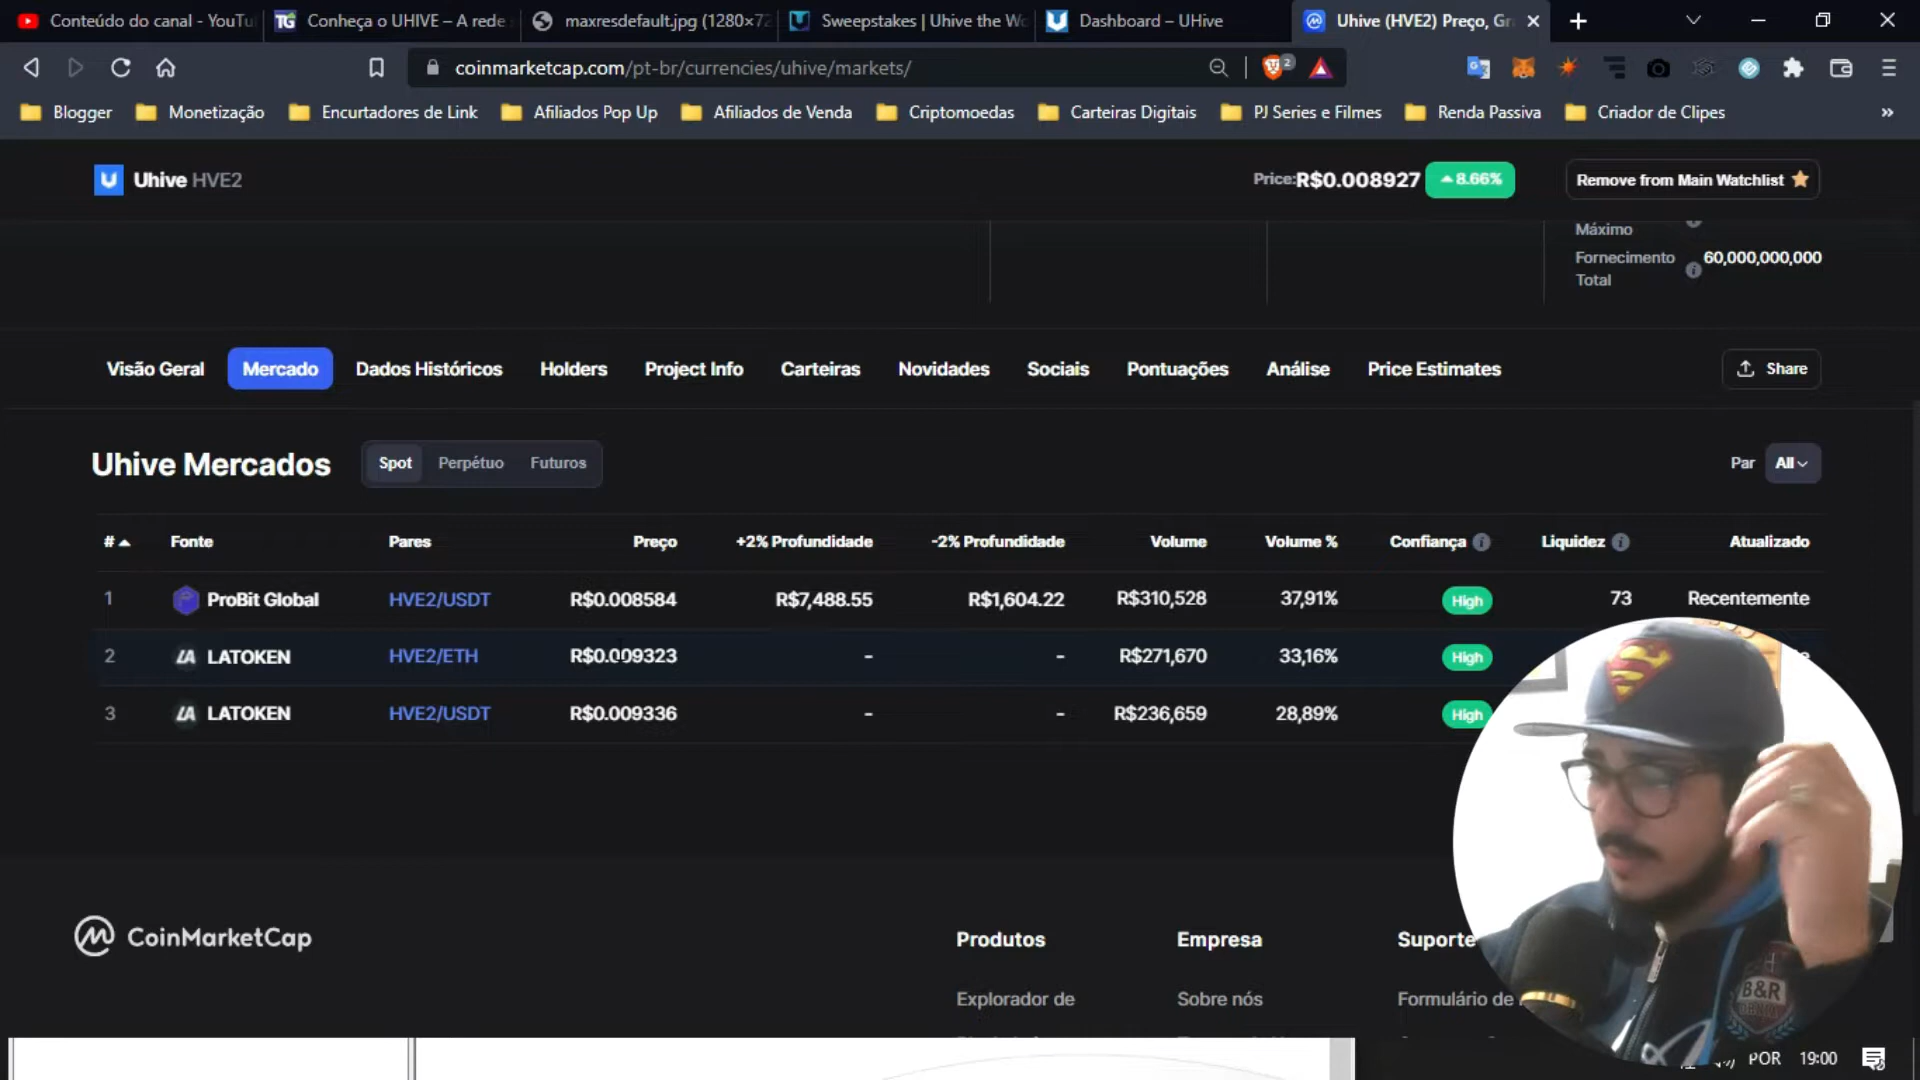 Conteúdo do canal - YouTu
Conheça o UHIVE – A rede
maxresdefault.jpg (1280×72
Sweepstakes | Uhive the Wo
Dashboard – UHive
Uhive (HVE2) Preço, Gr
coinmarketcap.com/pt-br/currencies/uhive/markets/
2
Blogger
Monetização
Encurtadores de Link
Afiliados Pop Up
Afiliados de Venda
Criptomoedas
Carteiras Digitais
PJ Series e Filmes
Renda Passiva
Criador de Clipes
»
Uhive HVE2
Price: R$0.008927
8.66%
Remove from Main Watchlist
Máximo
Fornecimento Total
60,000,000,000
Visão Geral
Mercado
Dados Históricos
Holders
Project Info
Carteiras
Novidades
Sociais
Pontuações
Análise
Price Estimates
Share
Uhive Mercados
Spot
Perpétuo
Futuros
Par
All
# Fonte Pares Preço +2% Profundidade -2% Profundidade Volume Volume % Confiança Liquidez Atualizado
1 ProBit Global HVE2/USDT R$0.008584 R$7,488.55 R$1,604.22 R$310,528 37,91% High 73 Recentemente
2 LATOKEN HVE2/ETH R$0.009323 - - R$271,670 33,16% High
3 LATOKEN HVE2/USDT R$0.009336 - - R$236,659 28,89% High
CoinMarketCap
Produtos
Empresa
Suporte
Explorador de
Sobre nós
Formulário de
B&R
POR
19:00